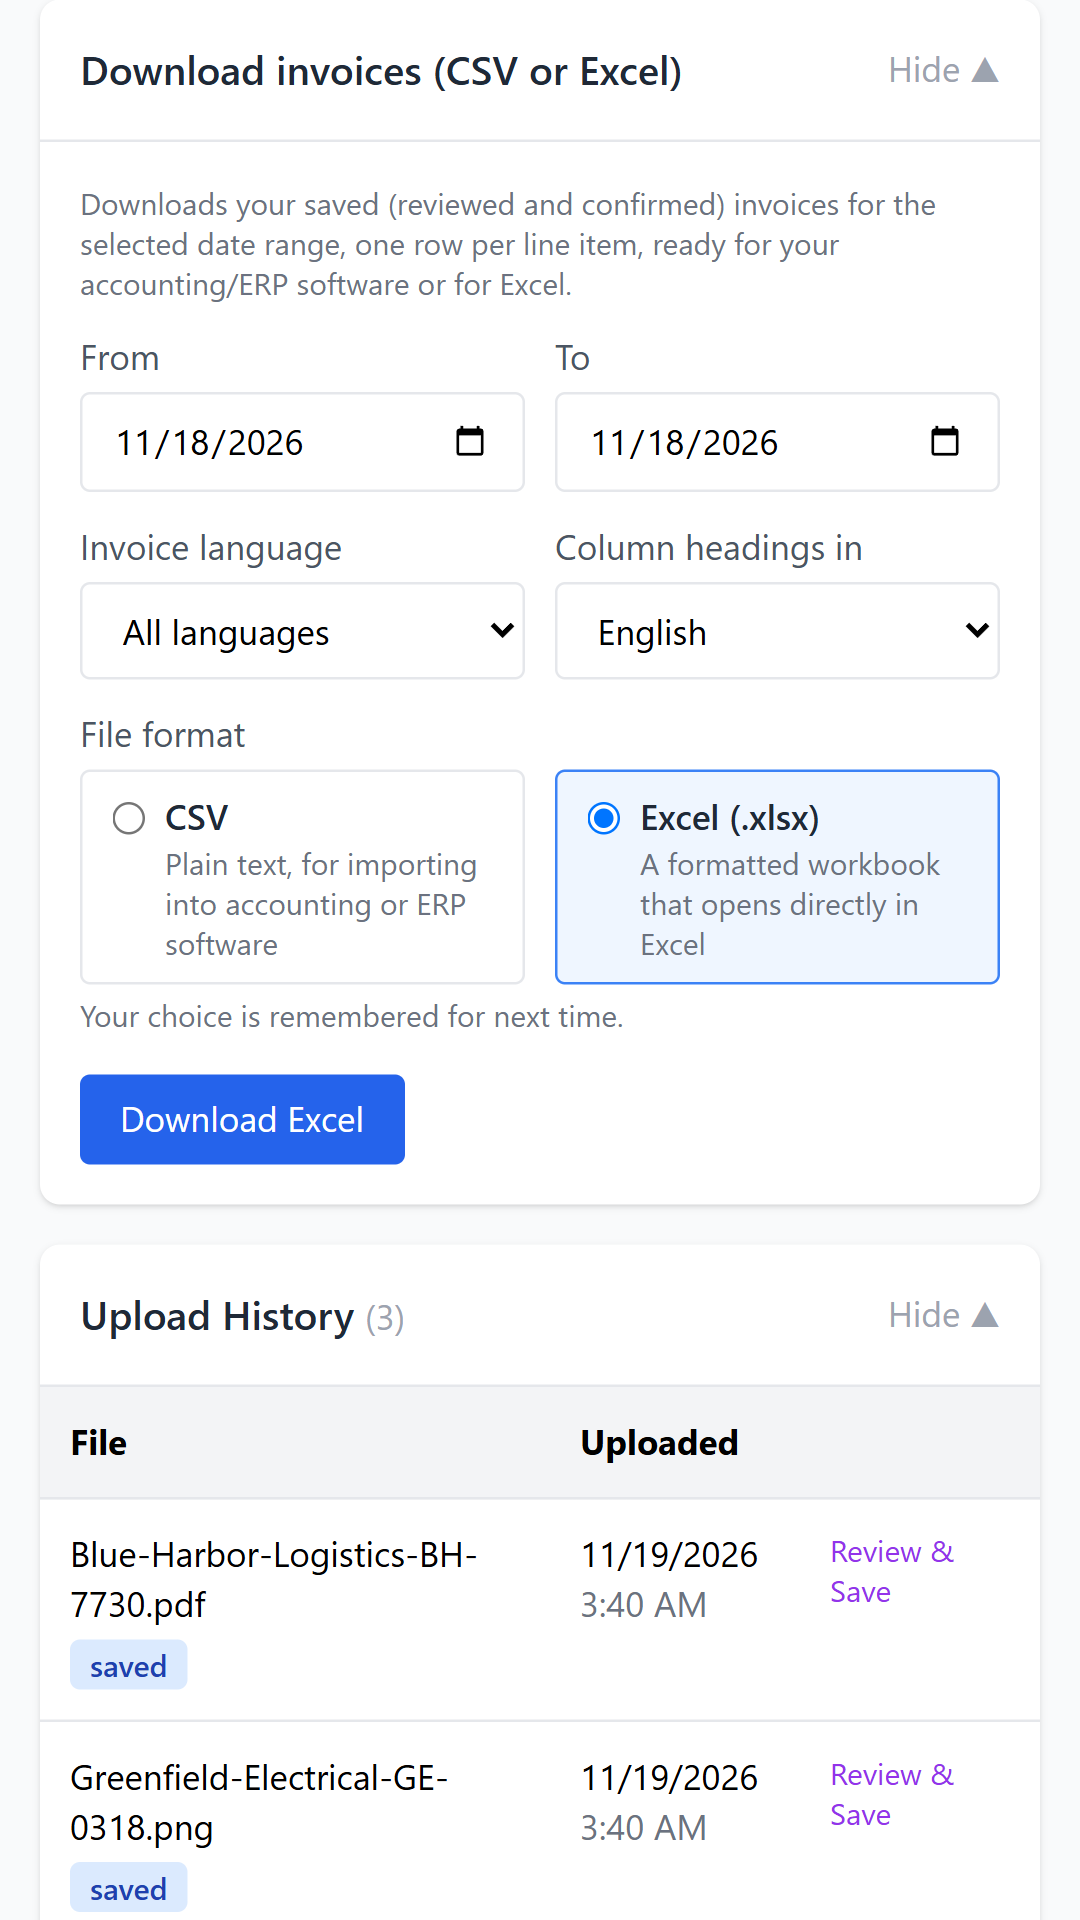 Download invoices (CSV or Excel)
Hide ▲
Downloads your saved (reviewed and confirmed) invoices for the
selected date range, one row per line item, ready for your
accounting/ERP software or for Excel.
From
To
11/18/2026
11/18/2026
Invoice language
Column headings in
All languages
English
File format
CSV
Plain text, for importing
into accounting or ERP
software
Excel (.xlsx)
A formatted workbook
that opens directly in
Excel
Your choice is remembered for next time.
Download Excel
Upload History (3)
Hide ▲
File
Uploaded
Blue-Harbor-Logistics-BH-
7730.pdf
saved
11/19/2026
3:40 AM
Review &
Save
Greenfield-Electrical-GE-
0318.png
saved
11/19/2026
3:40 AM
Review &
Save